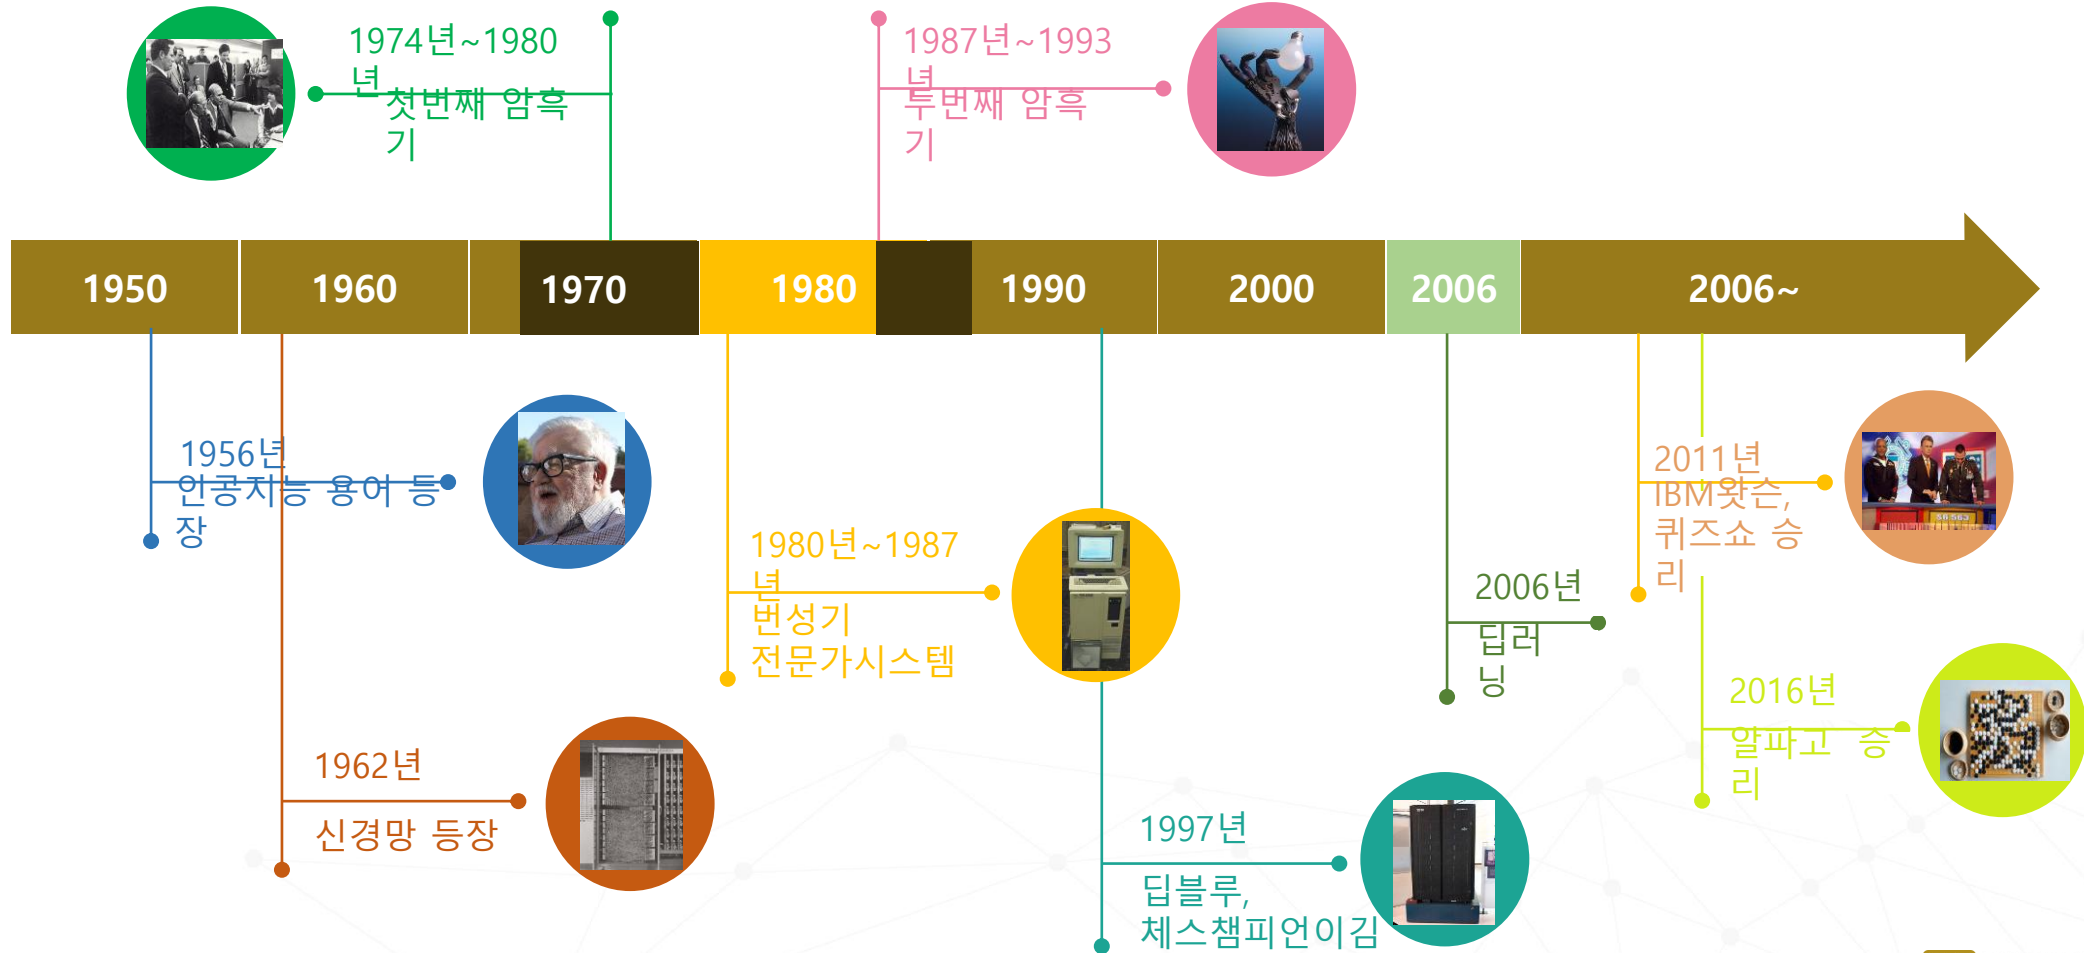 1974년~1980
년
첫번째 암흑
기
1987년~1993
년
두번째 암흑
기
1950
1960
1970
1980
1990
2000
2006
2006~
1956년
인공지능 용어 등
장
1962년
신경망 등장
1980년~1987
년
번성기
전문가시스템
1997년
딥블루,
체스챔피언이김
2006년
딥러
닝
2011년
IBM왓슨,
퀴즈쇼 승
리
2016년
알파고 승
리